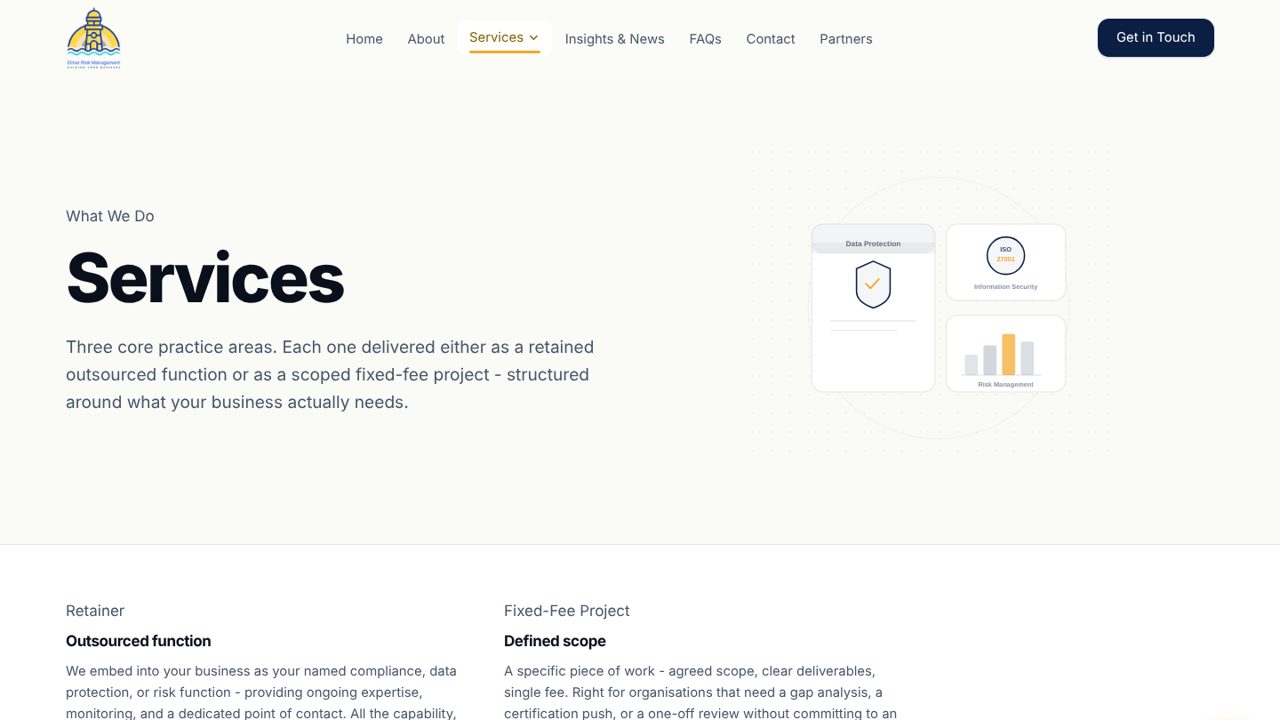 Elmar Risk Management
Home
About
Services
Insights & News
FAQs
Contact
Partners
Get in Touch
What We Do
Services
Three core practice areas. Each one delivered either as a retained
outsourced function or as a scoped fixed-fee project - structured
around what your business actually needs.
Data Protection
ISO
27001
Information Security
Risk Management
Retainer
Outsourced function
We embed into your business as your named compliance, data
protection, or risk function - providing ongoing expertise,
monitoring, and a dedicated point of contact. All the capability,
Fixed-Fee Project
Defined scope
A specific piece of work - agreed scope, clear deliverables,
single fee. Right for organisations that need a gap analysis, a
certification push, or a one-off review without committing to an